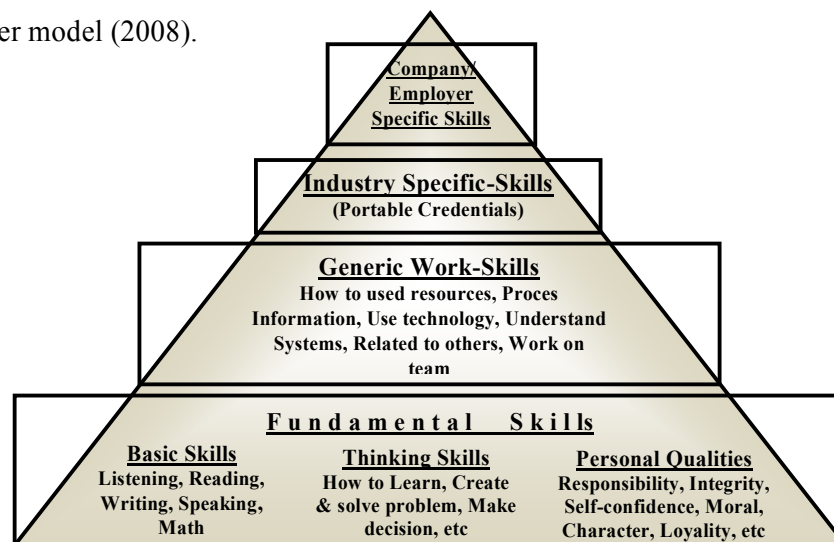 er model (2008).
Company/
Employer
Specific Skills
Industry Specific-Skills
(Portable Credentials)
Generic Work-Skills
How to used resources, Proces
Information, Use technology, Understand
Systems, Related to others, Work on
team
Fundamental Skills
Basic Skills
Listening, Reading,
Writing, Speaking,
Math
Thinking Skills
How to Learn, Create
& solve problem, Make
decision, etc
Personal Qualities
Responsibility, Integrity,
Self-confidence, Moral,
Character, Loyality, etc